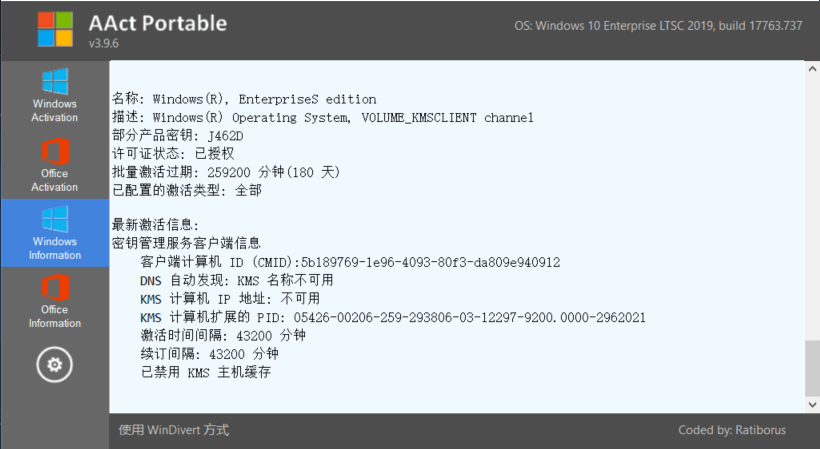 AAct Portable
v3.9.6
OS: Windows 10 Enterprise LTSC 2019, build 17763.737
Windows
Activation
Office
Activation
Windows
Information
Office
Information
名称: Windows(R), EnterpriseS edition
描述: Windows(R) Operating System, VOLUME_KMSCLIENT channel
部分产品密钥: J462D
许可证状态: 已授权
批量激活过期: 259200 分钟(180 天)
已配置的激活类型: 全部
最新激活信息:
密钥管理服务客户端信息
客户端计算机 ID (CMID):5b189769-1e96-4093-80f3-da809e940912
DNS 自动发现: KMS 名称不可用
KMS 计算机 IP 地址: 不可用
KMS 计算机扩展的 PID: 05426-00206-259-293806-03-12297-9200.0000-2962021
激活时间间隔: 43200 分钟
续订间隔: 43200 分钟
已禁用 KMS 主机缓存
使用 WinDivert 方式
Coded by: Ratiborus